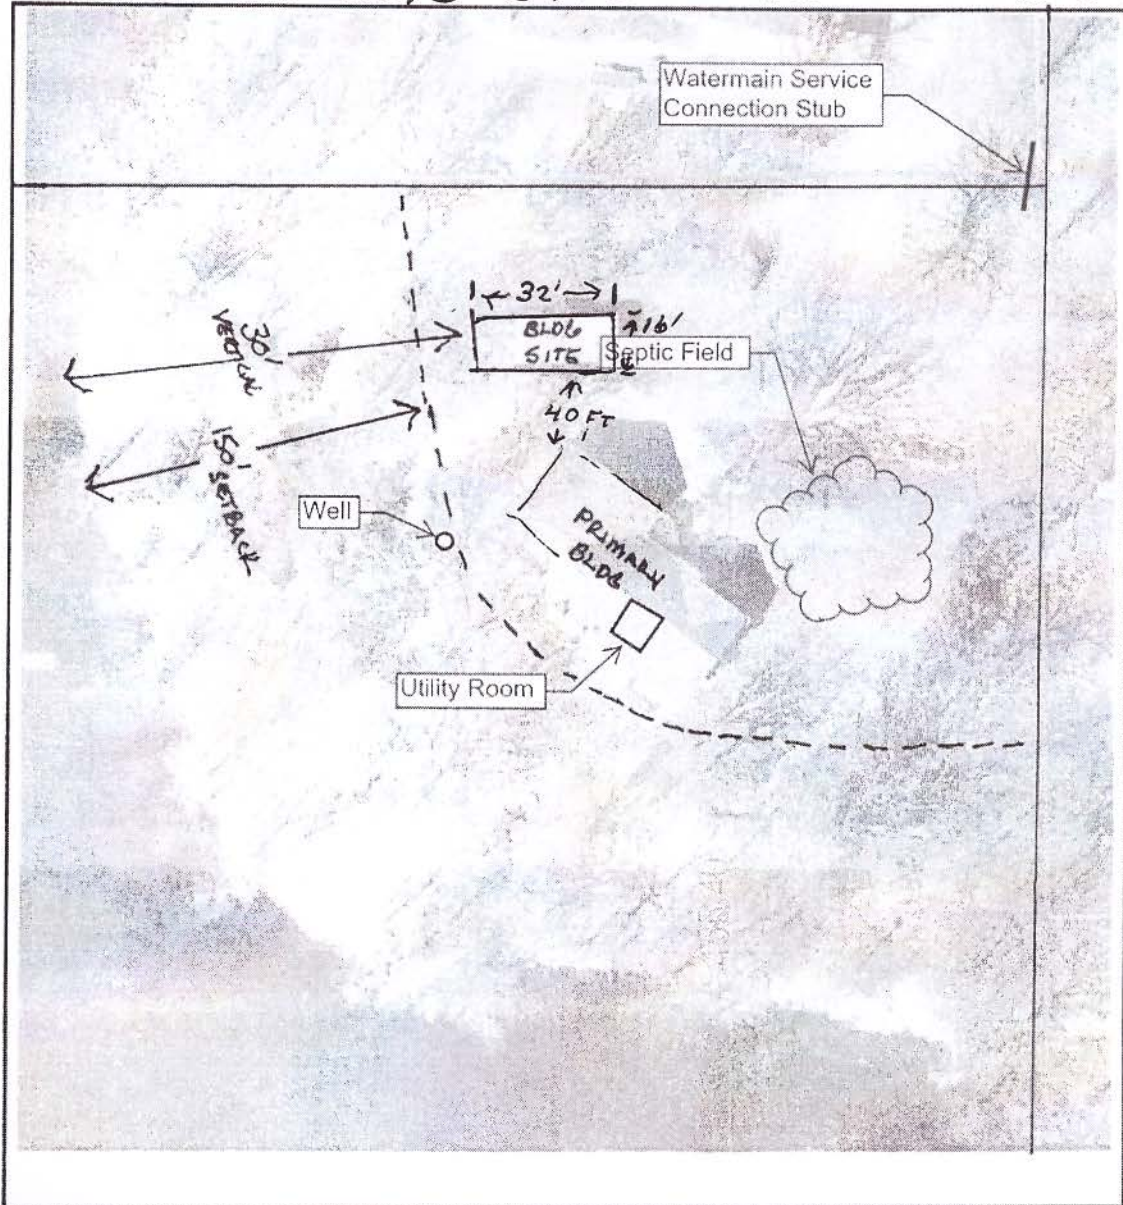 Watermain Service
Connection Stub
32'
BLDG
SITE
16'
Septic Field
30'
VERTICAL
40 FT
150'
SETBACK
Well
PRIMARY
BLDG
Utility Room